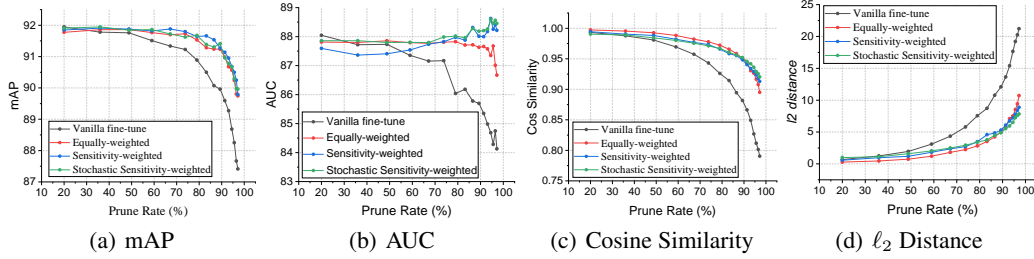 mAP
92
91
90
89
88
87
10 20 30 40 50 60 70 80 90 100
Prune Rate (%)
Vanilla fine-tune
Equally-weighted
Sensitivity-weighted
Stochastic Sensitivity-weighted
(a) mAP
AUC
89
88
87
86
85
84
83
10 20 30 40 50 60 70 80 90 100
Prune Rate (%)
Vanilla fine-tune
Equally-weighted
Sensitivity-weighted
Stochastic Sensitivity-weighted
(b) AUC
Cos Similarity
1.00
0.95
0.90
0.85
0.80
0.75
10 20 30 40 50 60 70 80 90 100
Prune Rate (%)
Vanilla fine-tune
Equally-weighted
Sensitivity-weighted
Stochastic Sensitivity-weighted
(c) Cosine Similarity
l2 distance
25
20
15
10
5
0
10 20 30 40 50 60 70 80 90 100
Prune Rate (%)
Vanilla fine-tune
Equally-weighted
Sensitivity-weighted
Stochastic Sensitivity-weighted
(d) ℓ₂ Distance